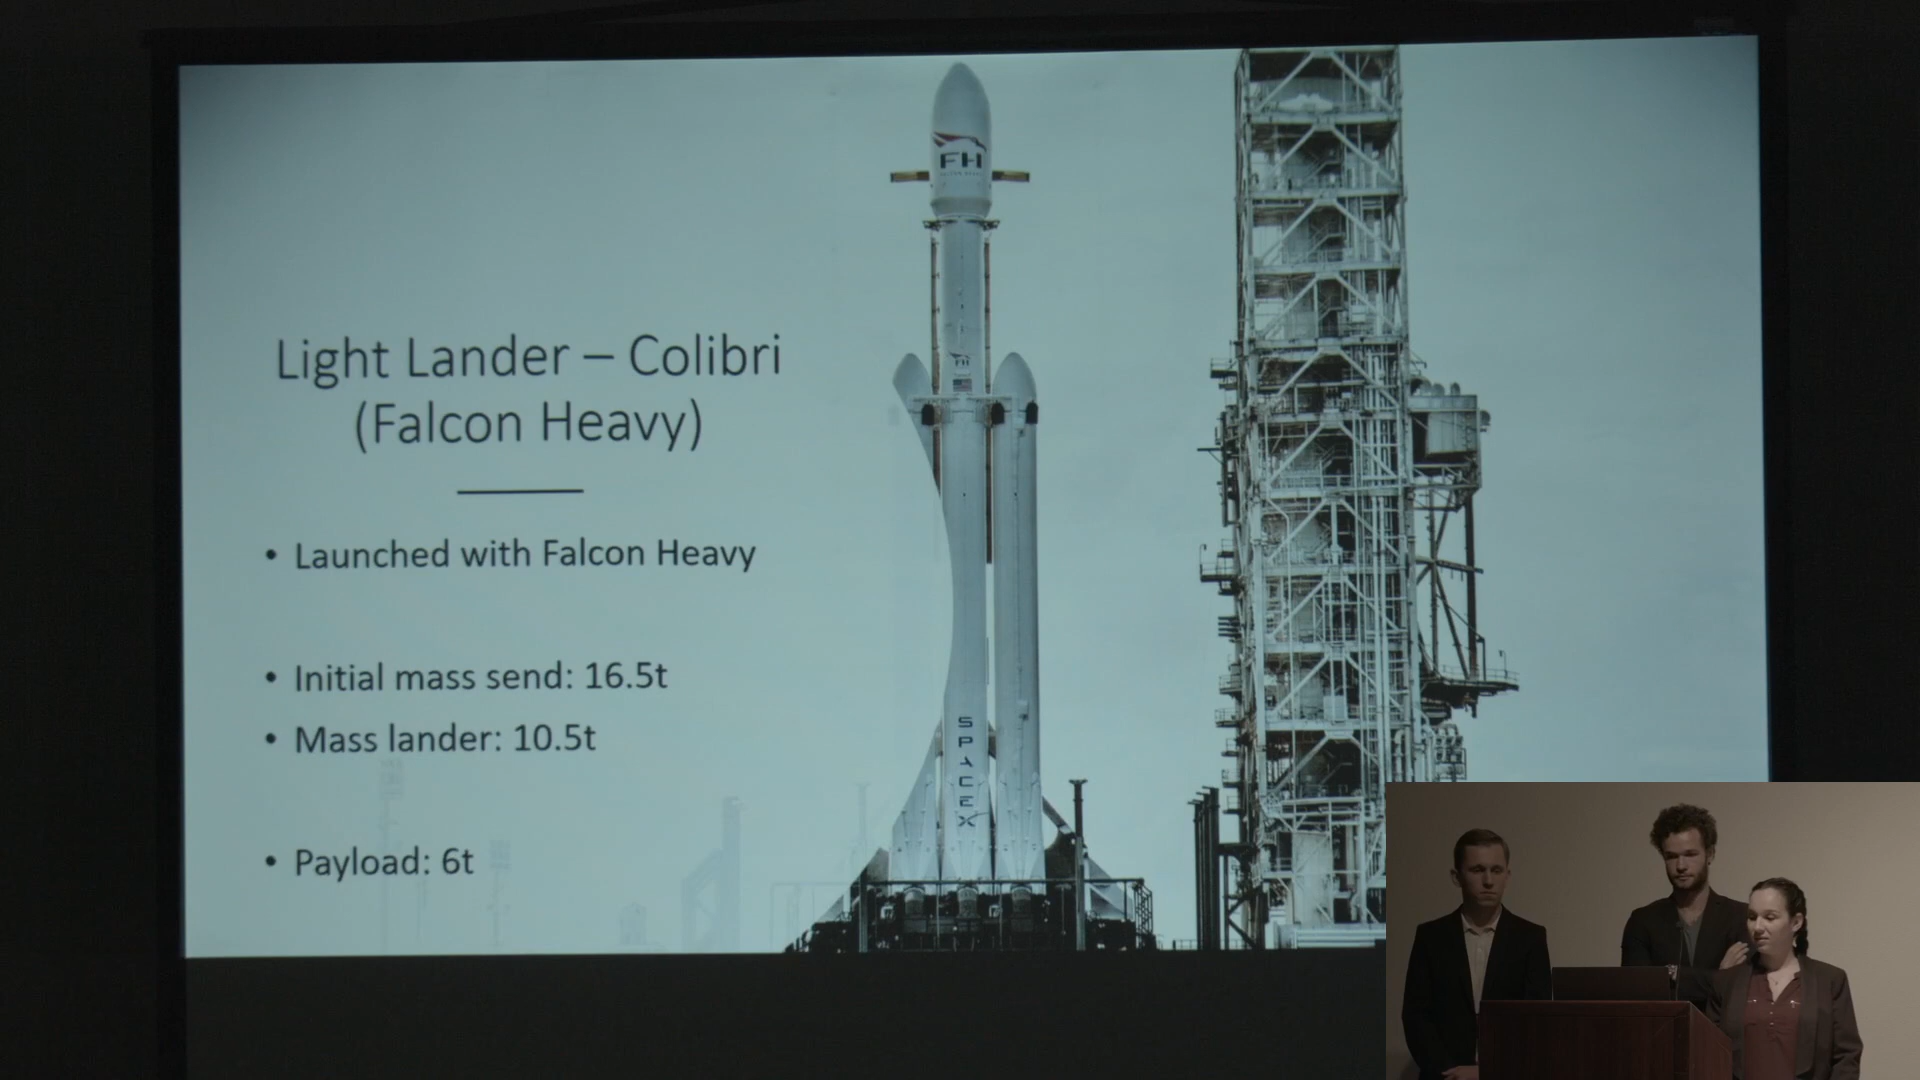 FH
Light Lander – Colibri
(Falcon Heavy)
• Launched with Falcon Heavy
• Initial mass send: 16.5t
• Mass lander: 10.5t
• Payload: 6t
SPACEX